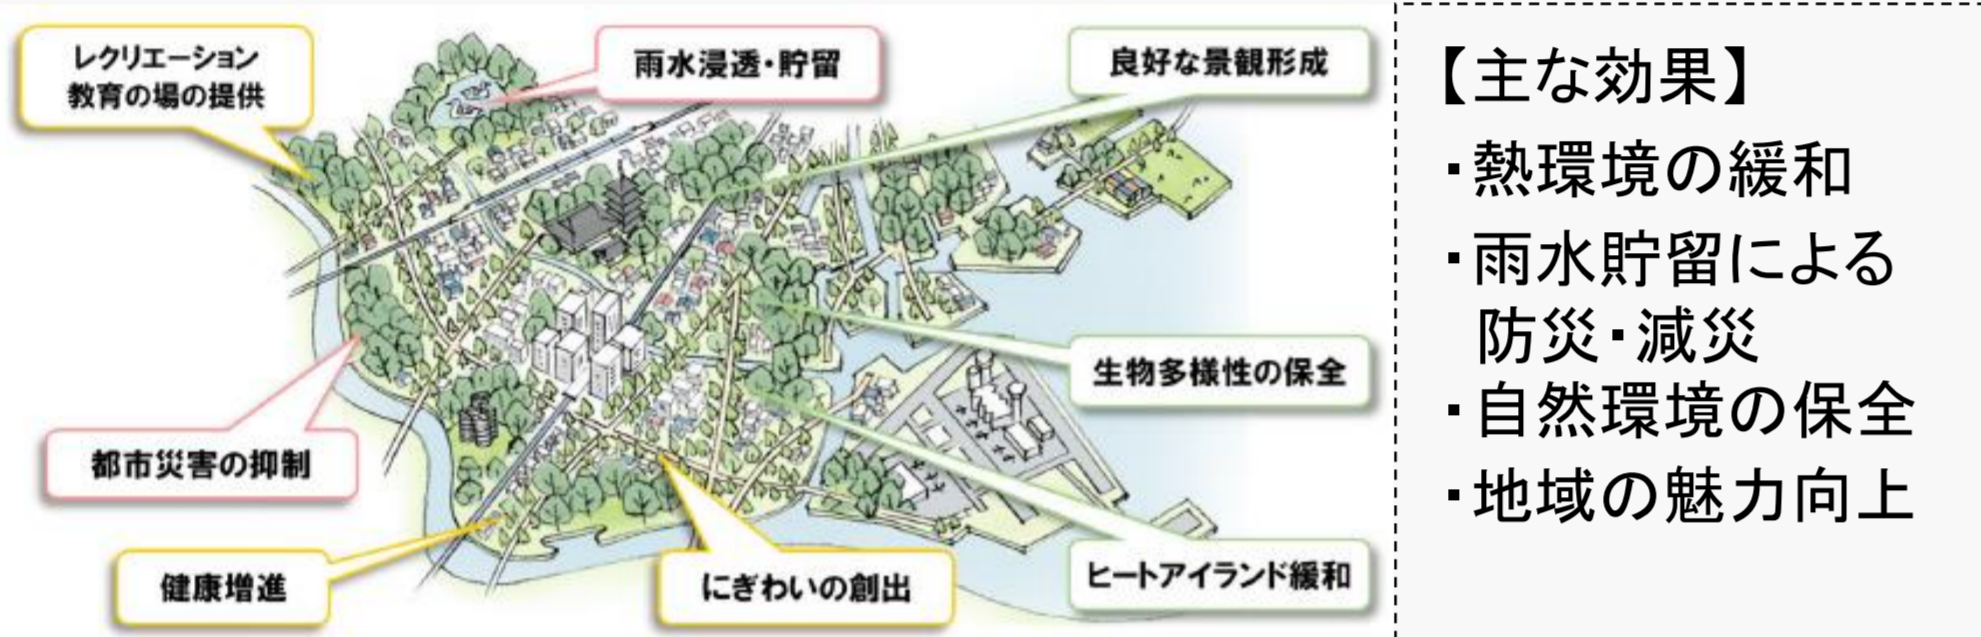 レクリエーション
教育の場の提供
雨水浸透・貯留
良好な景観形成
生物多様性の保全
都市災害の抑制
健康増進
にぎわいの創出
ヒートアイランド緩和
【主な効果】
・熱環境の緩和
・雨水貯留による
防災・減災
・自然環境の保全
・地域の魅力向上